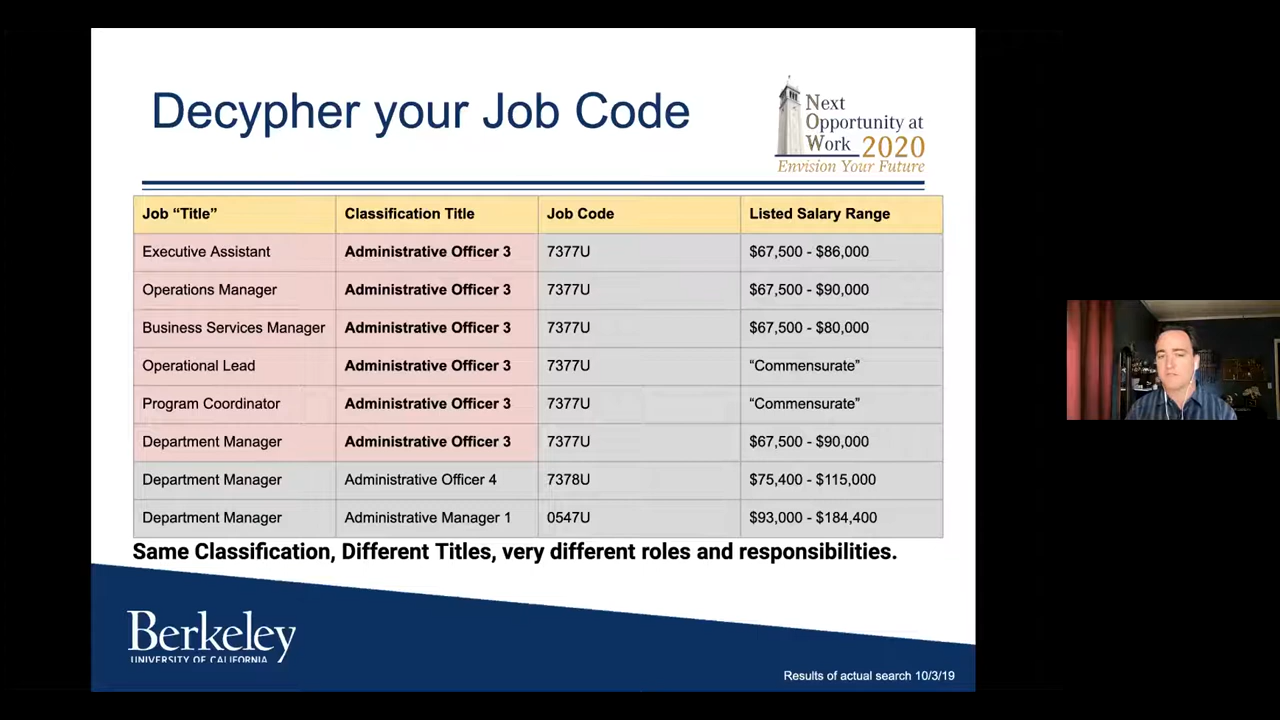 Decypher your Job Code
Next
Opportunity at
Work 2020
Envision Your Future
Job “Title” Classification Title Job Code Listed Salary Range
Executive Assistant Administrative Officer 3 7377U $67,500 - $86,000
Operations Manager Administrative Officer 3 7377U $67,500 - $90,000
Business Services Manager Administrative Officer 3 7377U $67,500 - $80,000
Operational Lead Administrative Officer 3 7377U “Commensurate”
Program Coordinator Administrative Officer 3 7377U “Commensurate”
Department Manager Administrative Officer 3 7377U $67,500 - $90,000
Department Manager Administrative Officer 4 7378U $75,400 - $115,000
Department Manager Administrative Manager 1 0547U $93,000 - $184,400
Same Classification, Different Titles, very different roles and responsibilities.
Berkeley
UNIVERSITY OF CALIFORNIA
Results of actual search 10/3/19